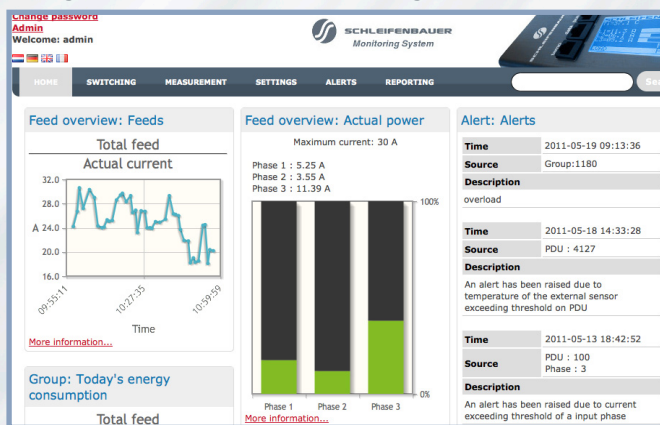 Change password
Admin
Welcome: admin
SCHLEIFENBAUER
Monitoring System
HOME SWITCHING MEASUREMENT SETTINGS ALERTS REPORTING
Feed overview: Feeds
Total feed
Actual current
32.0
28.0
A 24.0
20.0
16.0
09:55:11 10:27:35 10:59:59
Time
More information...
Group: Today's energy
consumption
Total feed
Feed overview: Actual power
Maximum current: 30 A
Phase 1 : 5.25 A
Phase 2 : 3.55 A
Phase 3 : 11.39 A
100%
0%
Phase 1 Phase 2 Phase 3
More information...
Alert: Alerts
Time 2011-05-19 09:13:36
Source Group:1180
Description
overload
Time 2011-05-18 14:33:28
Source PDU : 4127
Description
An alert has been raised due to
temperature of the external sensor
exceeding threshold on PDU
Time 2011-05-13 18:42:52
Source PDU : 100
Phase : 3
Description
An alert has been raised due to current
exceeding threshold of a input phase